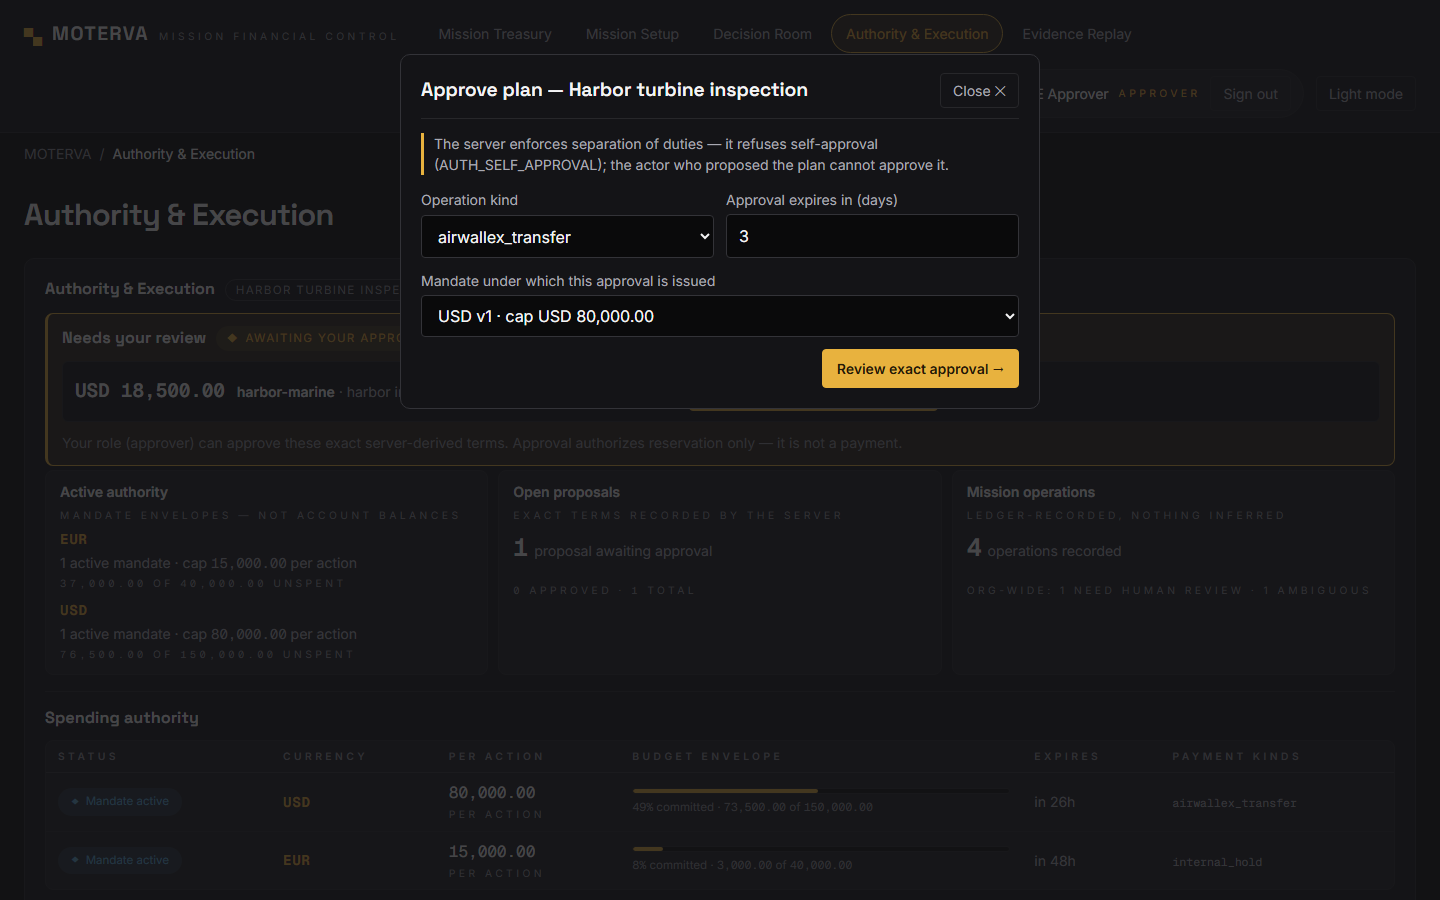 MOTERVA MISSION FINANCIAL CONTROL
Mission Treasury
Mission Setup
Decision Room
Authority & Execution
Evidence Replay
E Approver APPROVER
Sign out
Light mode
MOTERVA / Authority & Execution
Authority & Execution
Approve plan — Harbor turbine inspection
Close ×
The server enforces separation of duties — it refuses self-approval
(AUTH_SELF_APPROVAL); the actor who proposed the plan cannot approve it.
Operation kind
Approval expires in (days)
airwallex_transfer
3
Mandate under which this approval is issued
USD v1 · cap USD 80,000.00
Review exact approval →
Authority & Execution HARBOR TURBINE INSPE
Needs your review ◆ AWAITING YOUR APPRO
USD 18,500.00 harbor-marine · harbor i
Your role (approver) can approve these exact server-derived terms. Approval authorizes reservation only — it is not a payment.
Active authority
MANDATE ENVELOPES — NOT ACCOUNT BALANCES
EUR
1 active mandate · cap 15,000.00 per action
37,000.00 OF 40,000.00 UNSPENT
USD
1 active mandate · cap 80,000.00 per action
76,500.00 OF 150,000.00 UNSPENT
Open proposals
EXACT TERMS RECORDED BY THE SERVER
1 proposal awaiting approval
0 APPROVED · 1 TOTAL
Mission operations
LEDGER-RECORDED, NOTHING INFERRED
4 operations recorded
ORG-WIDE: 1 NEED HUMAN REVIEW · 1 AMBIGUOUS
Spending authority
STATUS CURRENCY PER ACTION BUDGET ENVELOPE EXPIRES PAYMENT KINDS
◆ Mandate active USD 80,000.00 PER ACTION 49% committed · 73,500.00 of 150,000.00 in 26h airwallex_transfer
◆ Mandate active EUR 15,000.00 PER ACTION 8% committed · 3,000.00 of 40,000.00 in 48h internal_hold